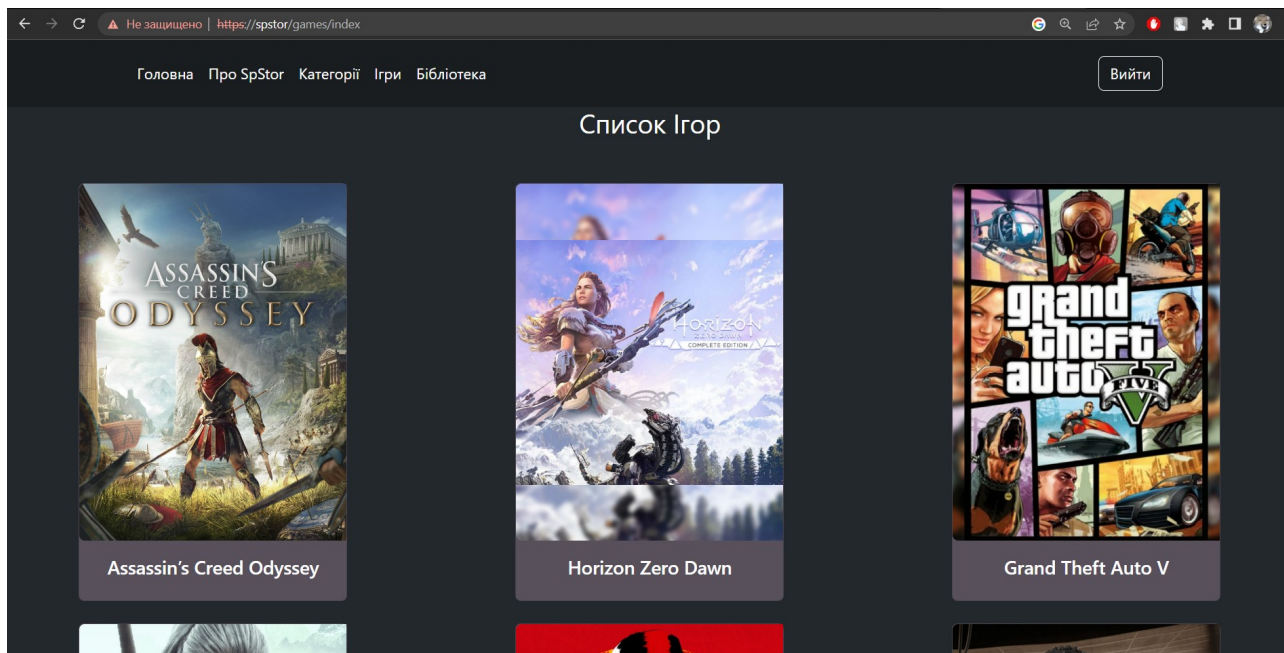 Не защищено | https://spstor/games/index
Головна Про SpStor Категорії Ігри Бібліотека Вийти
Список Ігор
ASSASSIN'S
CREED
ODYSSEY
HORIZON
ZERO DAWN
COMPLETE EDITION
grand
theft
auto
V
FIVE
Assassin's Creed Odyssey
Horizon Zero Dawn
Grand Theft Auto V